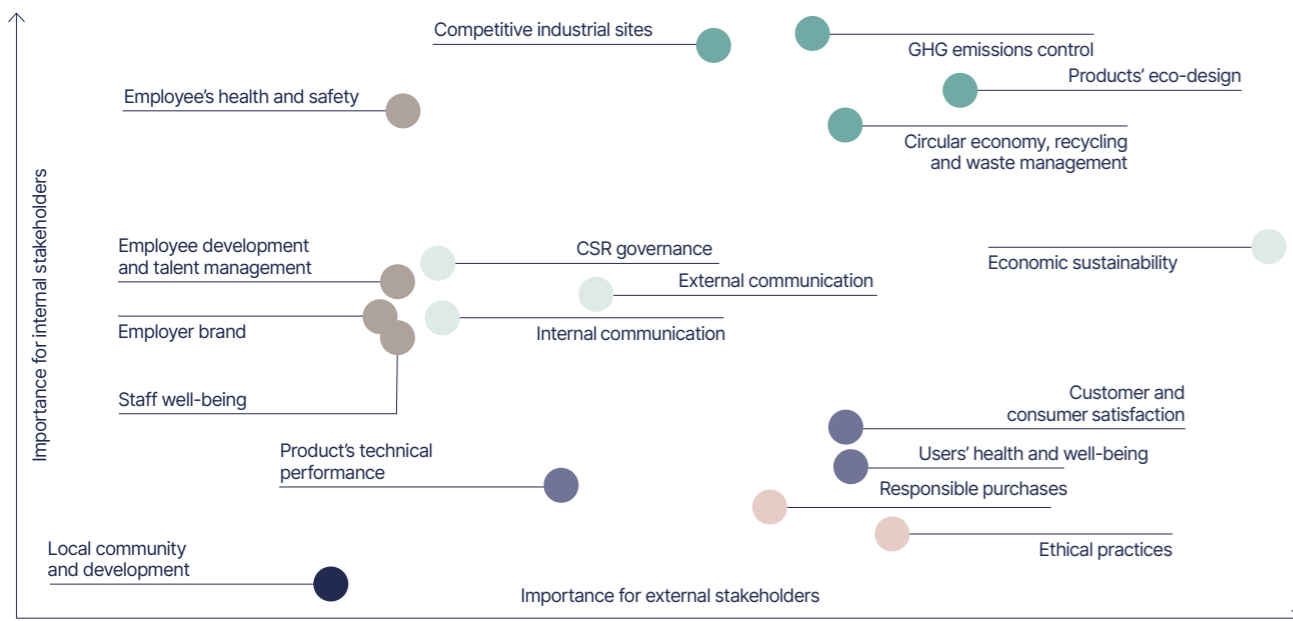 Competitive industrial sites
GHG emissions control
Products’ eco-design
Employee’s health and safety
Circular economy, recycling
and waste management
Importance for internal stakeholders
Employee development
and talent management
CSR governance
Economic sustainability
External communication
Employer brand
Internal communication
Staff well-being
Customer and
consumer satisfaction
Product’s technical
performance
Users’ health and well-being
Responsible purchases
Local community
and development
Ethical practices
Importance for external stakeholders